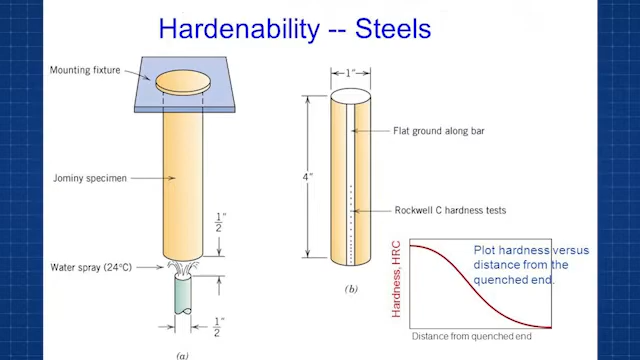 Hardenability -- Steels
Mounting fixture
Jominy specimen
1"
2
Water spray (24°C)
1"
2
(a)
1"
4"
Flat ground along bar
Rockwell C hardness tests
(b)
Hardness, HRC
Plot hardness versus
distance from the
quenched end.
Distance from quenched end